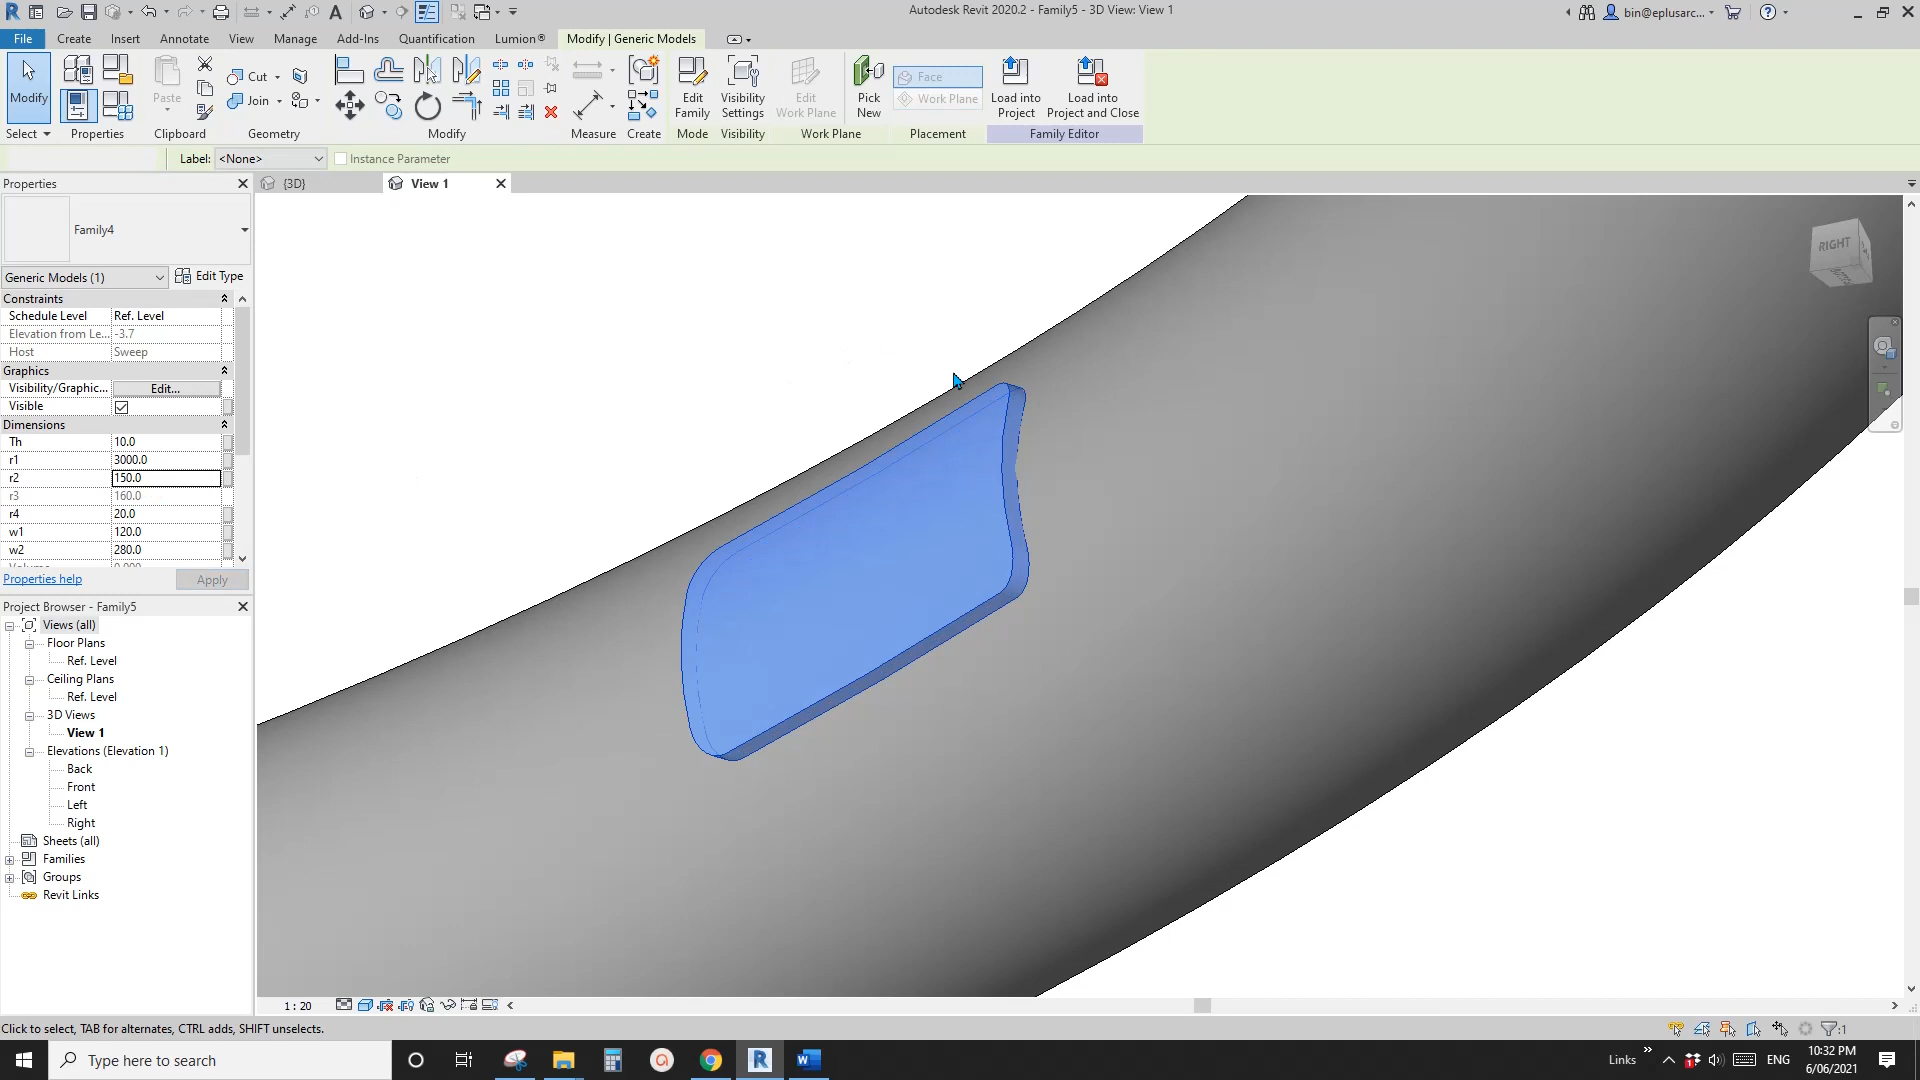 Autodesk Revit 2020.2 - Family5 - 3D View: View 1
bin@eplusarc...
File Create Insert Annotate View Manage Add-Ins Quantification Lumion® Modify | Generic Models
Modify
Paste
Cut
Join
Edit Family
Visibility Settings
Edit Work Plane
Pick New
Face
Work Plane
Load into Project
Load into Project and Close
Select Properties Clipboard Geometry Modify Measure Create Mode Visibility Work Plane Placement Family Editor
Label: <None> Instance Parameter
Properties
{3D}
View 1
Family4
Generic Models (1) Edit Type
Constraints
Schedule Level Ref. Level
Elevation from Le... -3.7
Host Sweep
Graphics
Visibility/Graphic... Edit...
Visible
Dimensions
Th 10.0
r1 3000.0
r2 150.0
r3 160.0
r4 20.0
w1 120.0
w2 280.0
Volume 0.000
Properties help Apply
Project Browser - Family5
Views (all)
Floor Plans
Ref. Level
Ceiling Plans
Ref. Level
3D Views
View 1
Elevations (Elevation 1)
Back
Front
Left
Right
Sheets (all)
Families
Groups
Revit Links
RIGHT
1 : 20
Click to select, TAB for alternates, CTRL adds, SHIFT unselects.
:1
Type here to search
Links
ENG
10:32 PM
6/06/2021